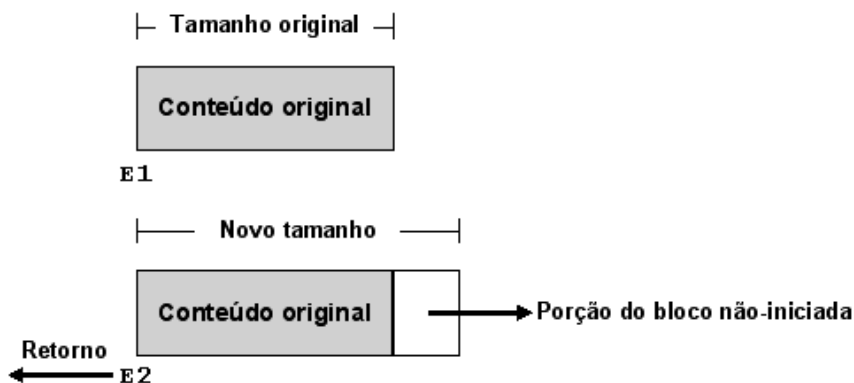 Tamanho original
Conteúdo original
E1
Novo tamanho
Conteúdo original
Porção do bloco não-iniciada
Retorno
E2